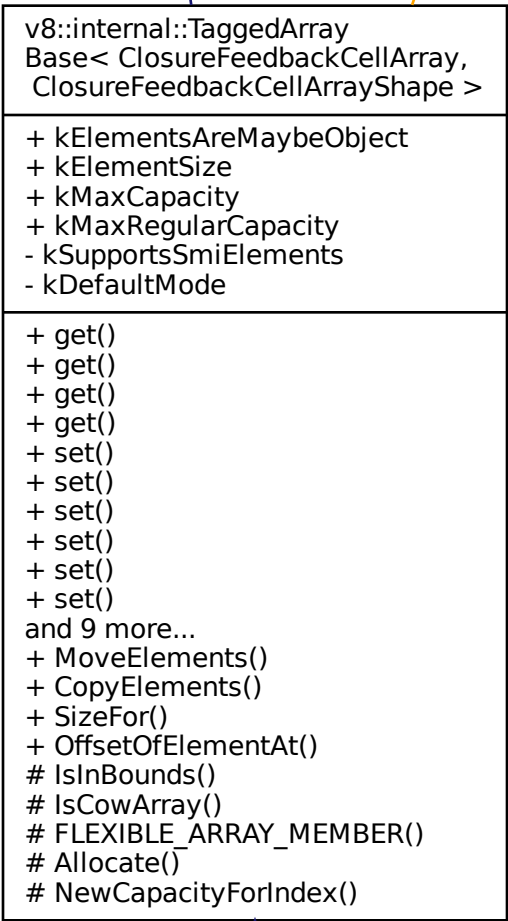 v8::internal::TaggedArray
Base< ClosureFeedbackCellArray,
 ClosureFeedbackCellArrayShape >
+ kElementsAreMaybeObject
+ kElementSize
+ kMaxCapacity
+ kMaxRegularCapacity
- kSupportsSmiElements
- kDefaultMode
+ get()
+ get()
+ get()
+ get()
+ set()
+ set()
+ set()
+ set()
+ set()
+ set()
and 9 more...
+ MoveElements()
+ CopyElements()
+ SizeFor()
+ OffsetOfElementAt()
# IsInBounds()
# IsCowArray()
# FLEXIBLE_ARRAY_MEMBER()
# Allocate()
# NewCapacityForIndex()